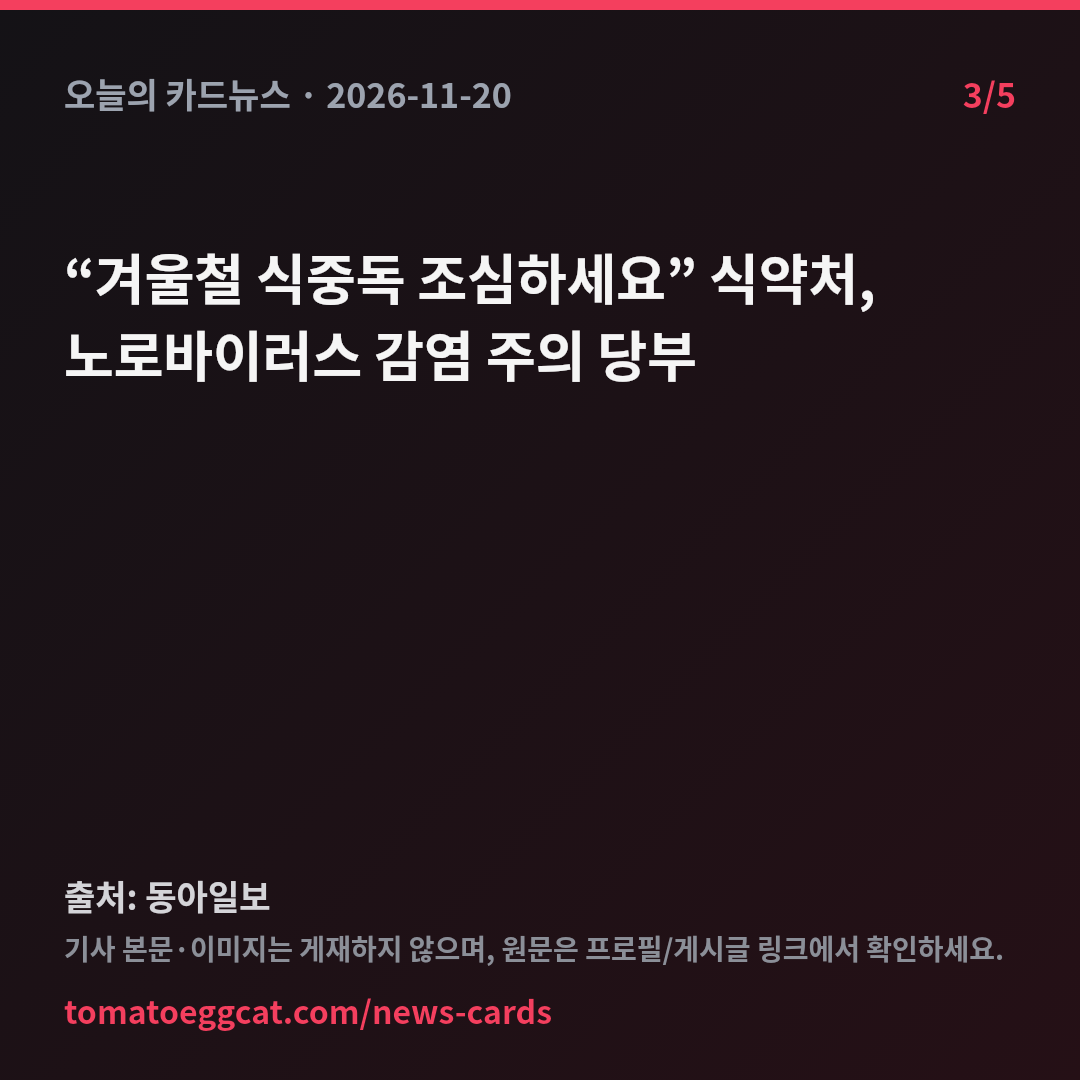 오늘의 카드뉴스 · 2026-11-20
3/5
“겨울철 식중독 조심하세요” 식약처,
노로바이러스 감염 주의 당부
출처: 동아일보
기사 본문·이미지는 게재하지 않으며, 원문은 프로필/게시글 링크에서 확인하세요.
tomatoeggcat.com/news-cards